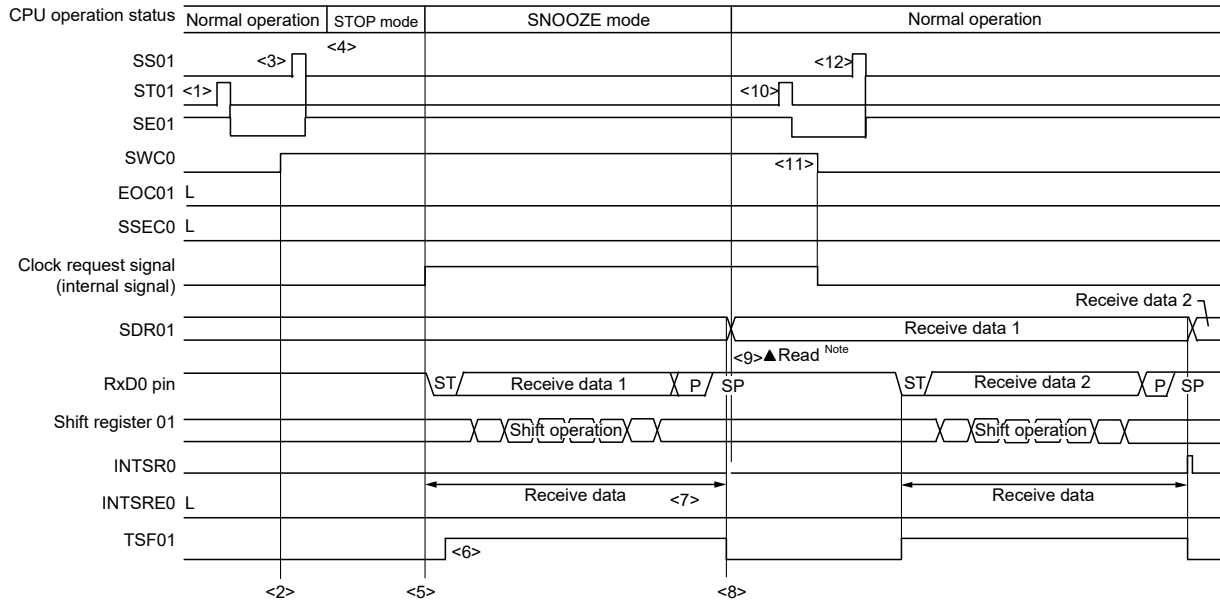 CPU operation status Normal operation STOP mode SNOOZE mode Normal operation
<4>
SS01 <3> <12>
ST01 <1> <10>
SE01
SWC0 <11>
EOC01 L
SSEC0 L
Clock request signal
(internal signal)
Receive data 2
SDR01 Receive data 1
<9>▲Read Note
RxD0 pin ST Receive data 1 P SP ST Receive data 2 P SP
Shift register 01 Shift operation Shift operation
INTSR0
Receive data <7> Receive data
INTSRE0 L
TSF01 <6>
<2> <5> <8>